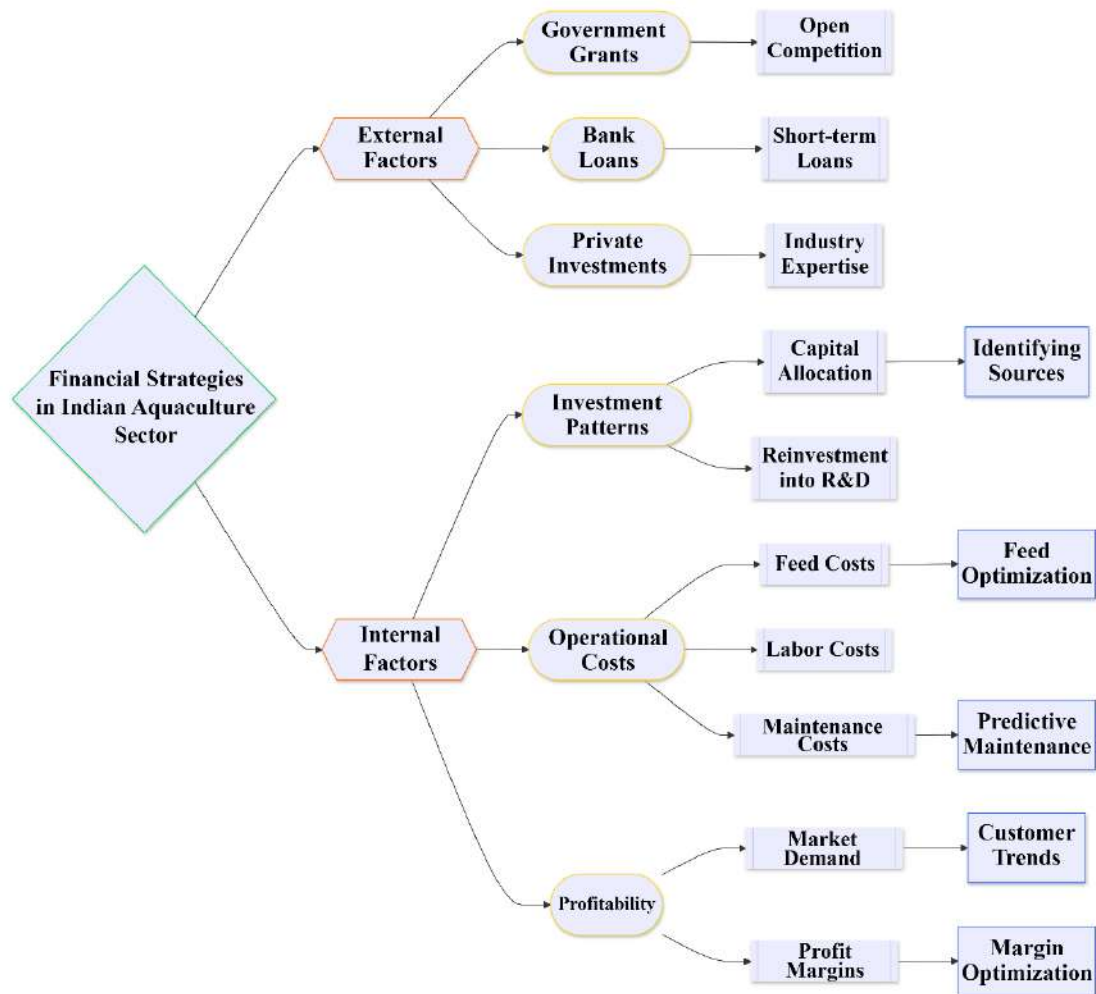 Government
Grants
Open
Competition
External
Factors
Bank
Loans
Short-term
Loans
Private
Investments
Industry
Expertise
Financial Strategies
in Indian Aquaculture
Sector
Investment
Patterns
Capital
Allocation
Identifying
Sources
Reinvestment
into R&D
Internal
Factors
Operational
Costs
Feed Costs
Feed
Optimization
Labor Costs
Maintenance
Costs
Predictive
Maintenance
Profitability
Market
Demand
Customer
Trends
Profit
Margins
Margin
Optimization